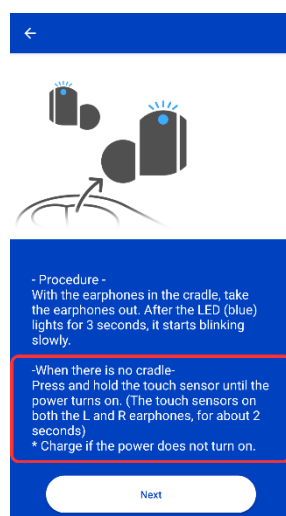 - Procedure -
With the earphones in the cradle, take
the earphones out. After the LED (blue)
lights for 3 seconds, it starts blinking
slowly.
-When there is no cradle-
Press and hold the touch sensor until the
power turns on. (The touch sensors on
both the L and R earphones, for about 2
seconds)
* Charge if the power does not turn on.
Next